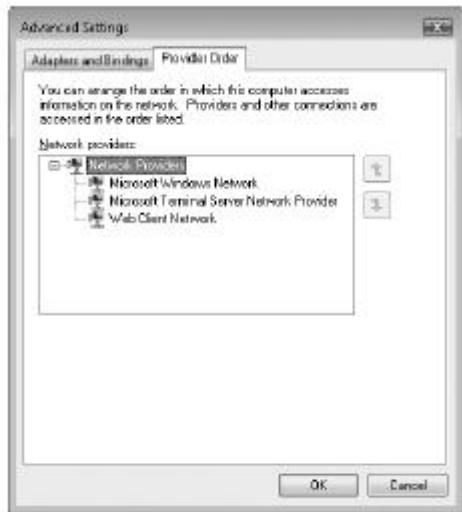 Advanced Settings
Adapters and Bindings Provider Order
You can arrange the order in which this computer accesses
information on the network. Providers and other connections are
accessed in the order listed.
Network providers:
Network Providers
Microsoft Windows Network
Microsoft Terminal Server Network Provider
Web Client Network
OK Cancel